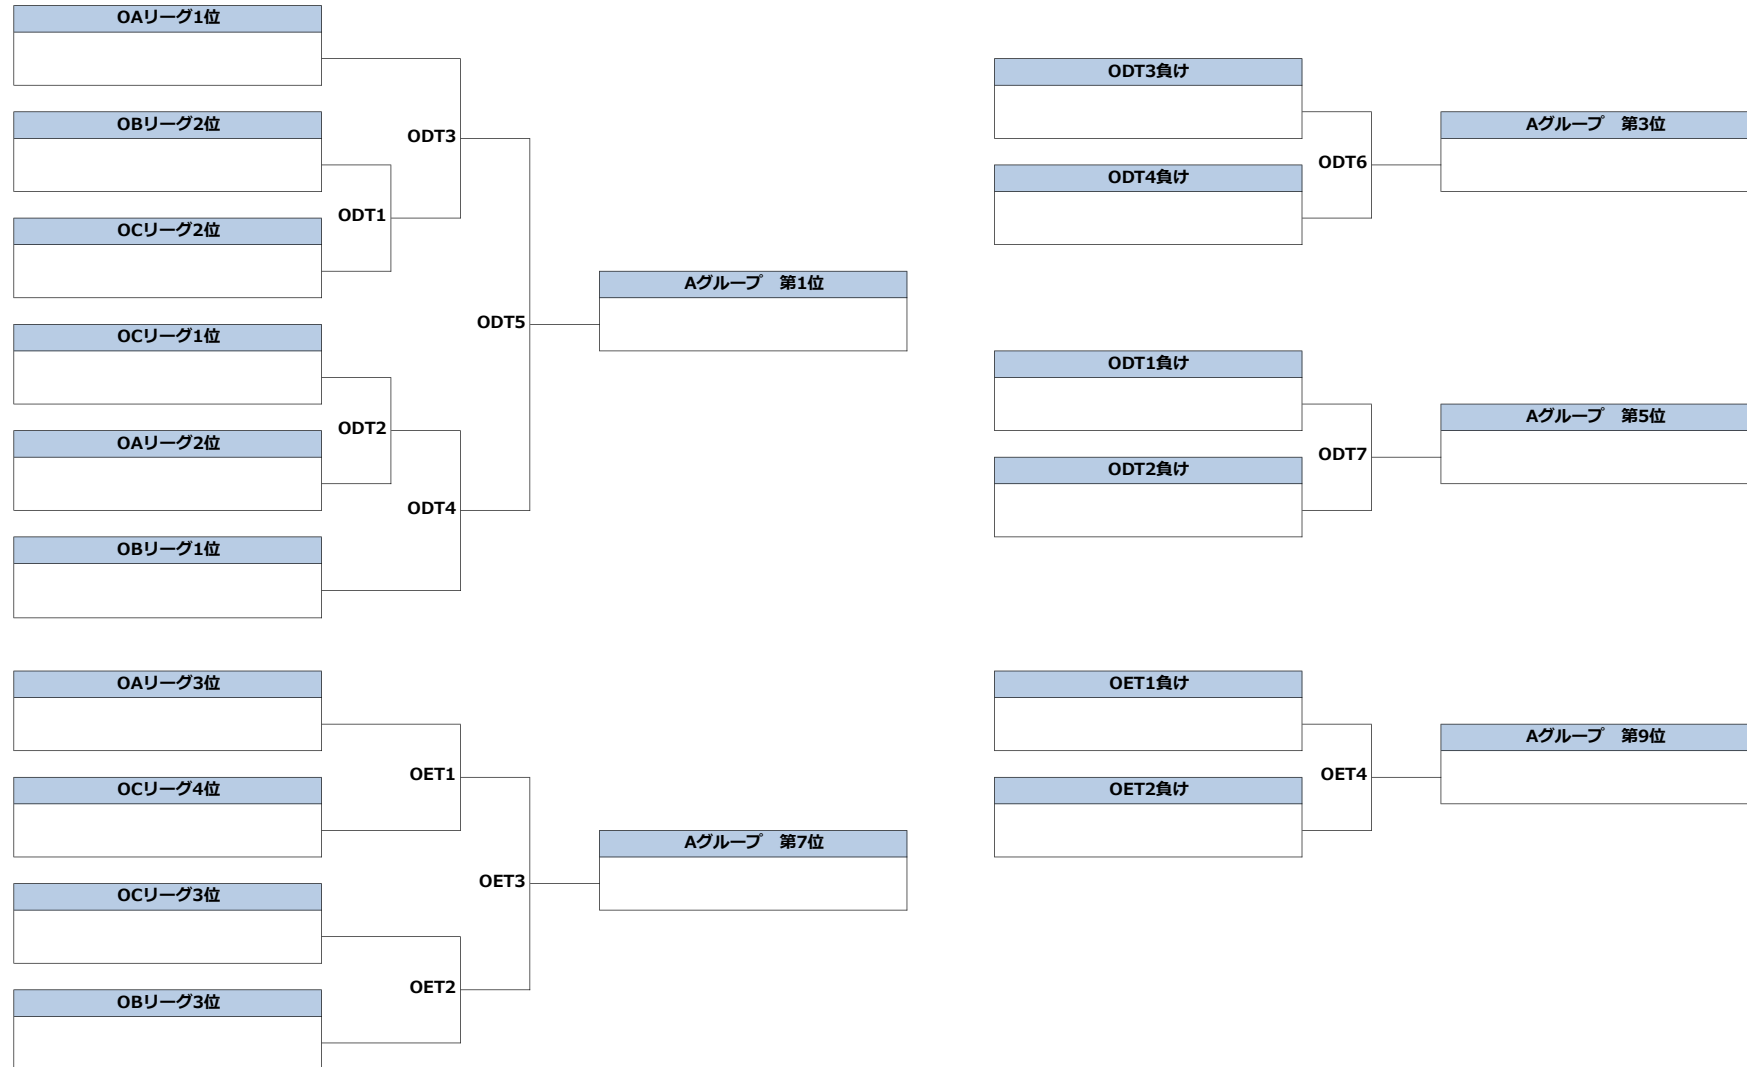 OAリーグ1位
OBリーグ2位
ODT3
ODT1
OCリーグ2位
Aグループ　第1位
OCリーグ1位
ODT5
ODT2
OAリーグ2位
ODT4
OBリーグ1位
ODT3負け
Aグループ　第3位
ODT6
ODT4負け
ODT1負け
Aグループ　第5位
ODT7
ODT2負け
OAリーグ3位
OET1
OCリーグ4位
Aグループ　第7位
OET3
OCリーグ3位
OET2
OBリーグ3位
OET1負け
Aグループ　第9位
OET4
OET2負け